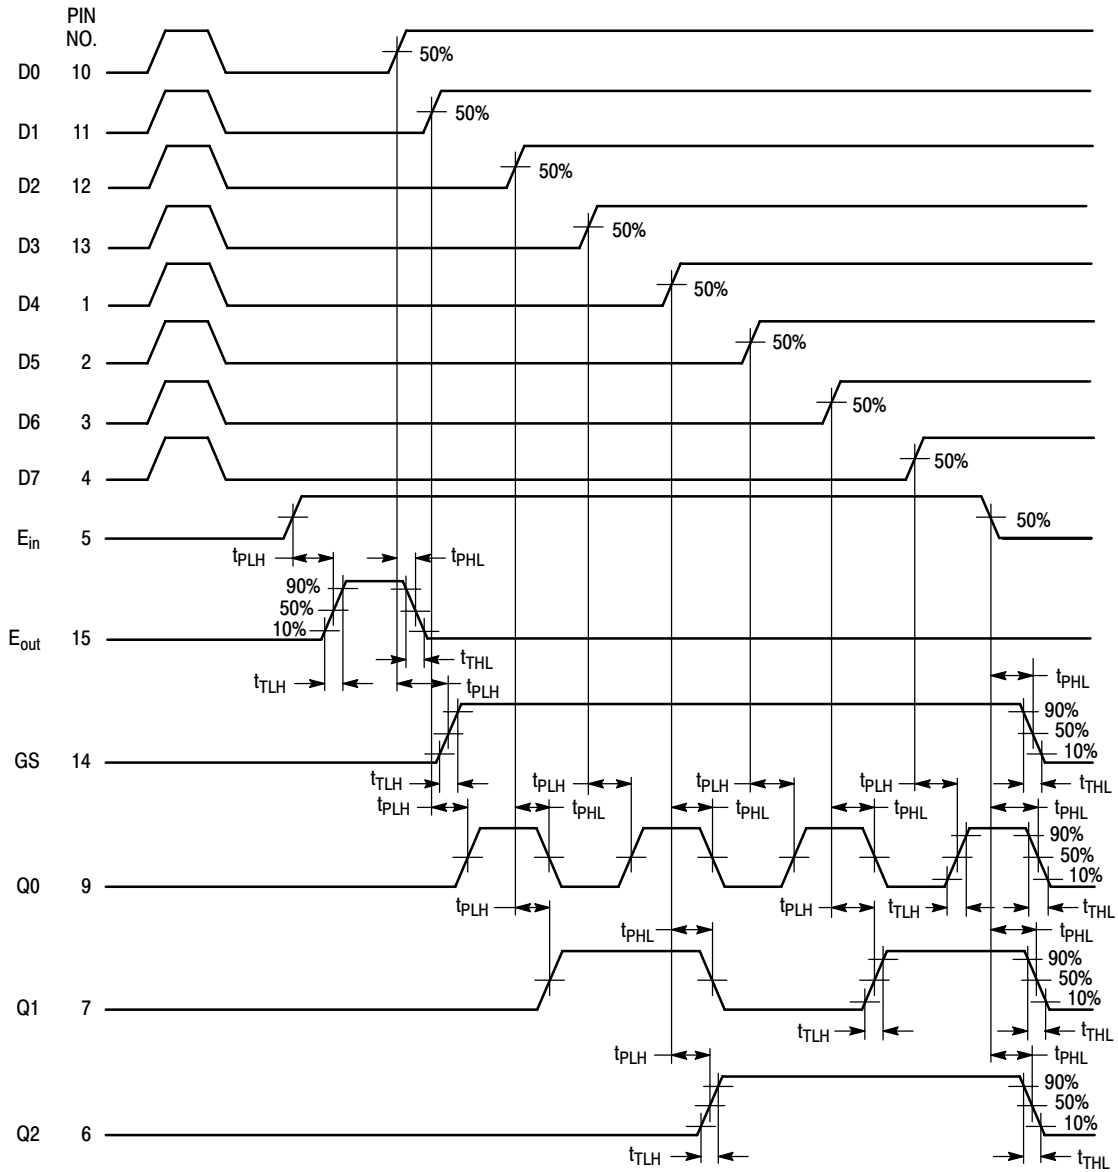 PIN
NO.
D0 10 50%
D1 11 50%
D2 12 50%
D3 13 50%
D4 1 50%
D5 2 50%
D6 3 50%
D7 4 50%
Ein 5 50%
tPLH tPHL
90%
50%
10%
Eout 15
tTHL
tTLH tPLH tPHL
90%
50%
10%
GS 14
tTLH tPLH tPLH tPLH tTHL
tPLH tPHL tPHL tPHL tPHL
90%
50%
10%
Q0 9
tPLH tPLH tTLH tTHL
tPHL tPHL
90%
50%
10%
Q1 7
tTLH tTHL
tPLH tPHL
90%
50%
10%
Q2 6
tTLH tTHL